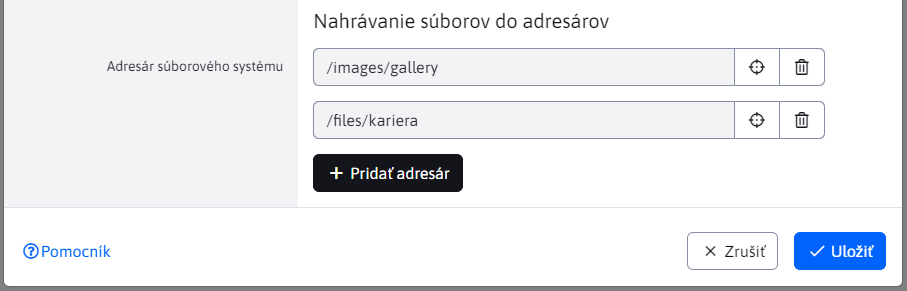 Nahrávanie súborov do adresárov
Adresár súborového systému
/images/gallery
/files/kariera
Pridať adresár
Pomocník
Zrušiť
Uložiť